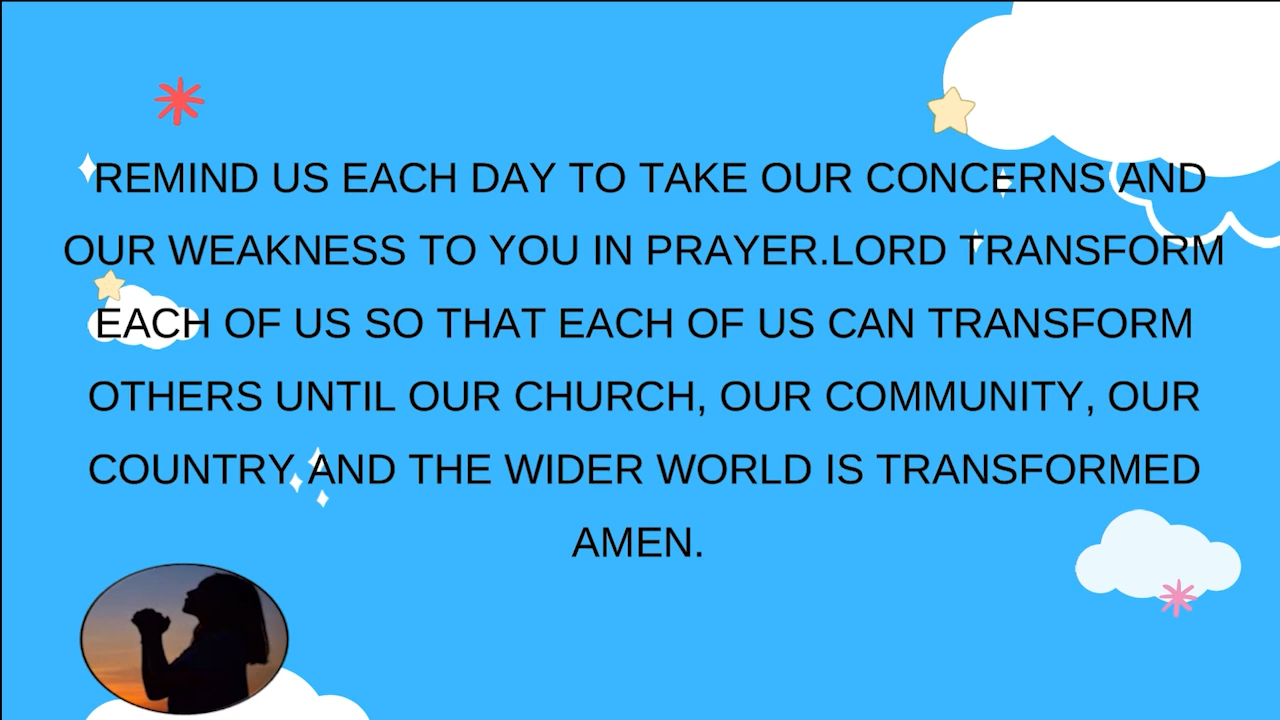 REMIND US EACH DAY TO TAKE OUR CONCERNS AND
OUR WEAKNESS TO YOU IN PRAYER.LORD TRANSFORM
EACH OF US SO THAT EACH OF US CAN TRANSFORM
OTHERS UNTIL OUR CHURCH, OUR COMMUNITY, OUR
COUNTRY AND THE WIDER WORLD IS TRANSFORMED
AMEN.